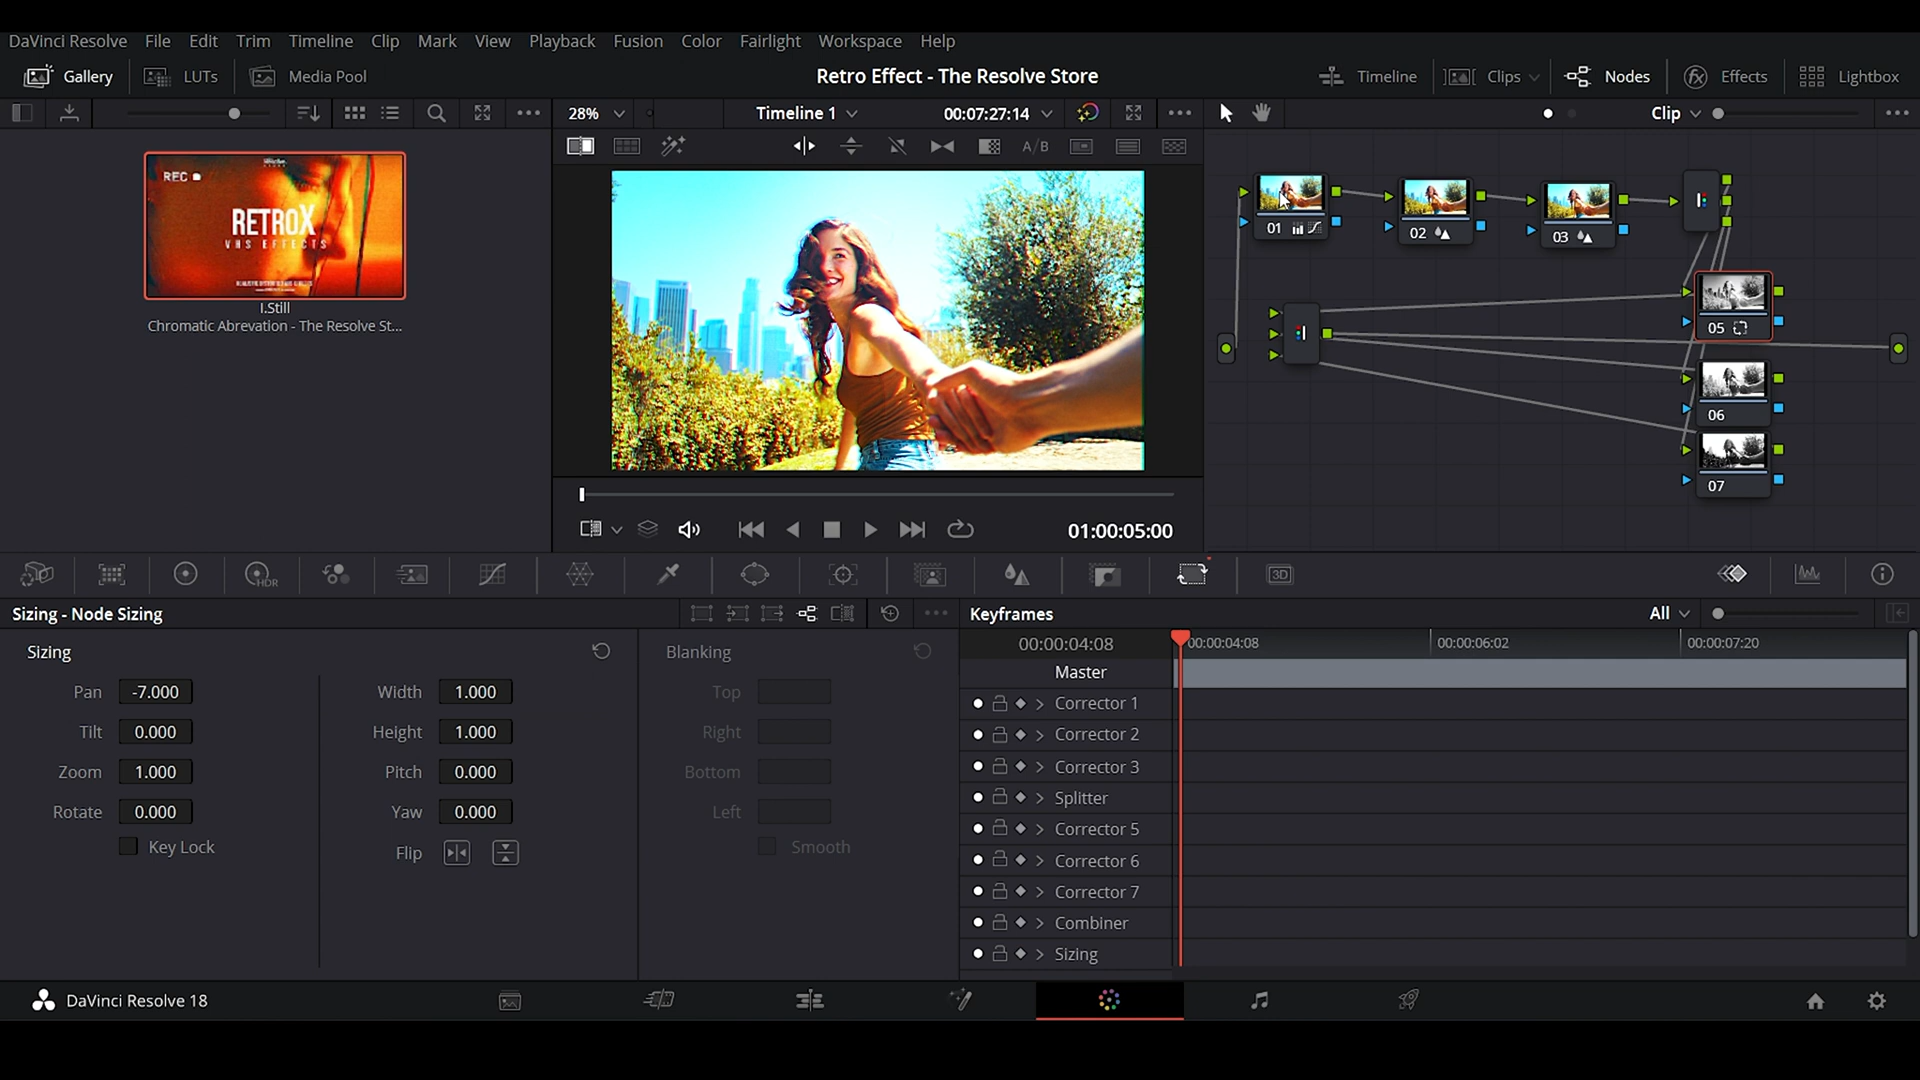 DaVinci Resolve File Edit Trim Timeline Clip Mark View Playback Fusion Color Fairlight Workspace Help
Gallery LUTs Media Pool Retro Effect - The Resolve Store Timeline Clips Nodes Effects Lightbox
28% Timeline 1 00:07:27:14 Clip
A/B
REC
RETROX
VHS EFFECTS
I.Still
Chromatic Abrevation - The Resolve St...
01 02 03
05
06
07
01:00:05:00
HDR 3D
Sizing - Node Sizing Keyframes All
Sizing Blanking 00:00:04:08 00:00:04:08 00:00:06:02 00:00:07:20
Master
Pan -7.000 Width 1.000 Top
Corrector 1
Tilt 0.000 Height 1.000 Right
Corrector 2
Zoom 1.000 Pitch 0.000 Bottom
Corrector 3
Splitter
Rotate 0.000 Yaw 0.000 Left
Corrector 5
Key Lock Flip Smooth
Corrector 6
Corrector 7
Combiner
Sizing
DaVinci Resolve 18